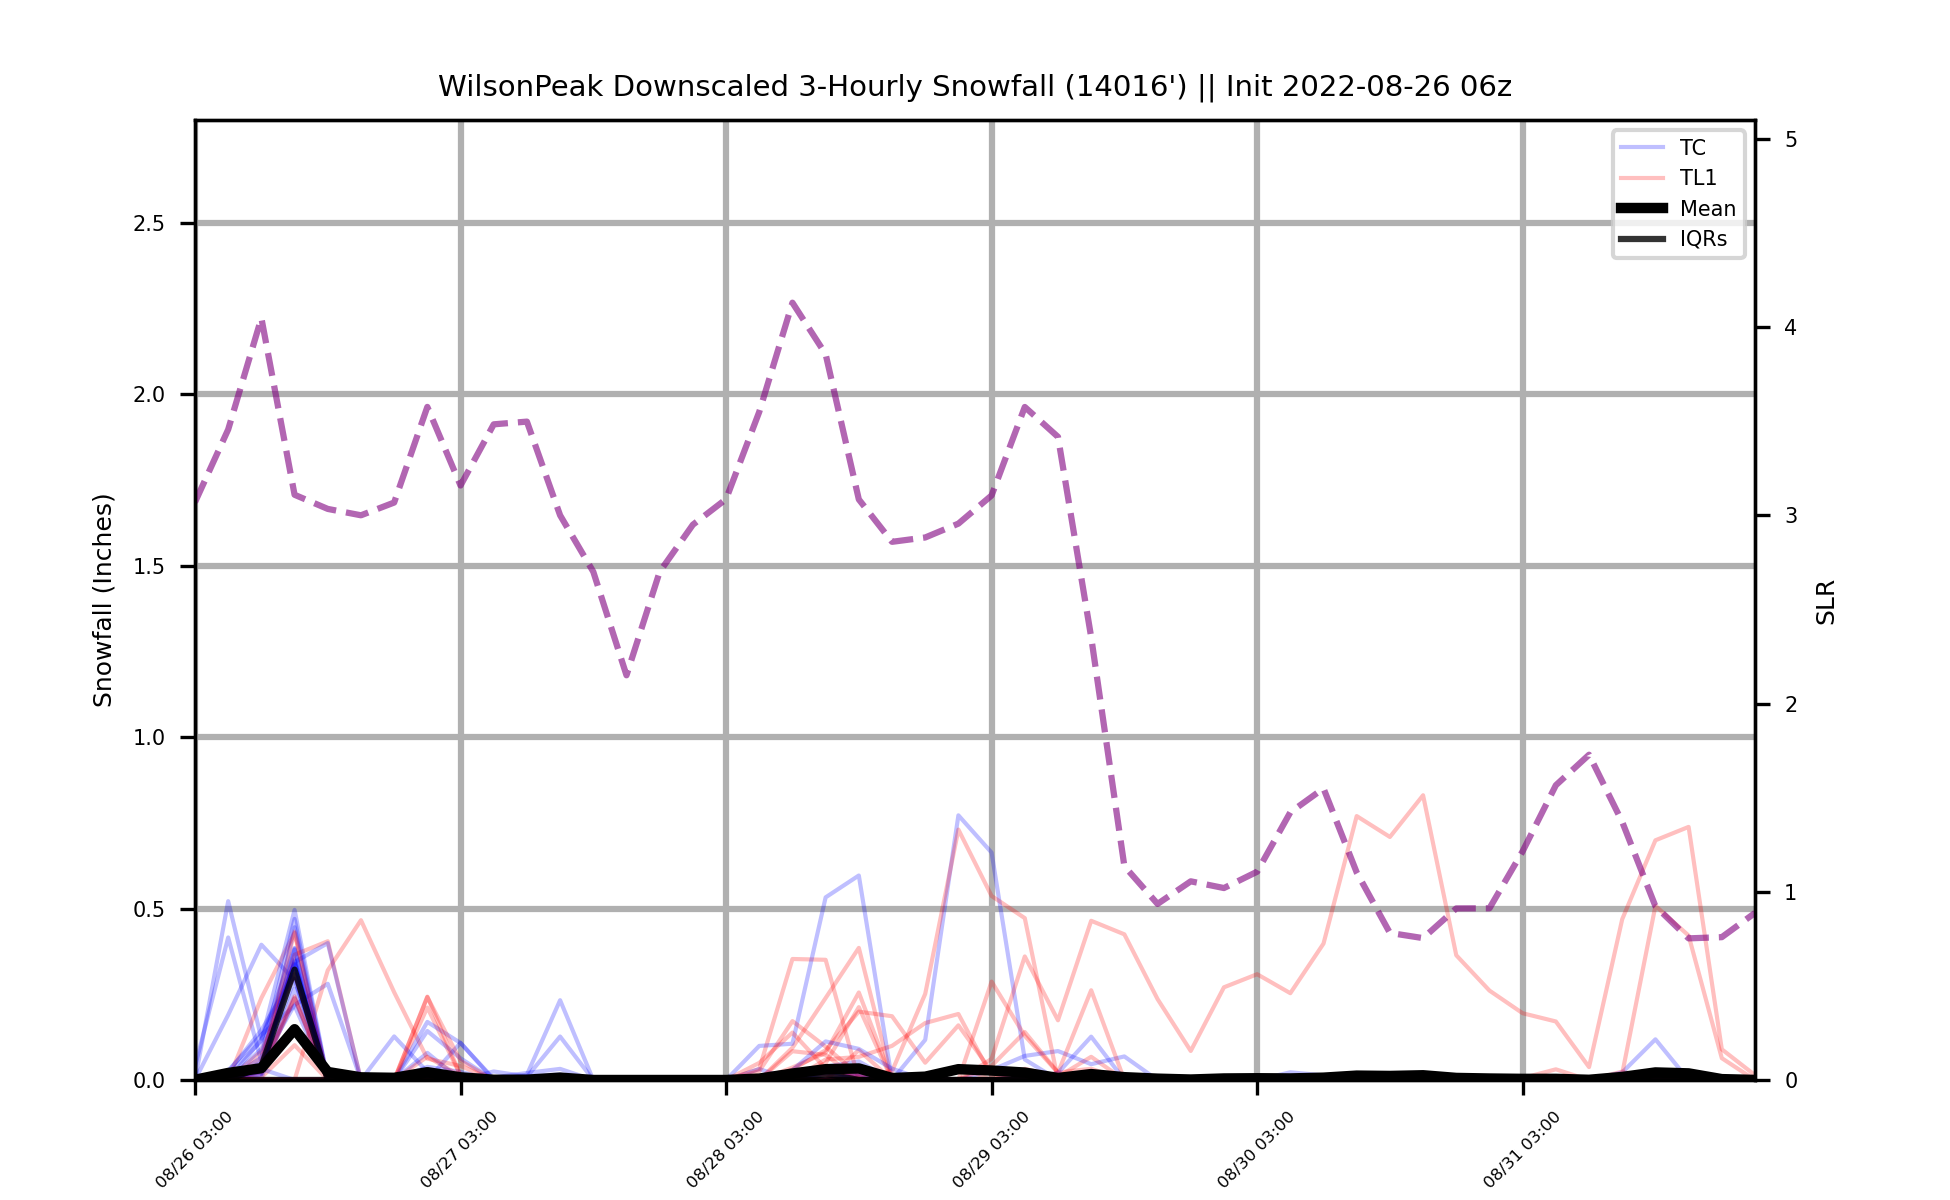 WilsonPeak Downscaled 3-Hourly Snowfall (14016') || Init 2022-08-26 06z
TC
TL1
Mean
IQRs
Snowfall (Inches)
2.5
2.0
1.5
1.0
0.5
0.0
SLR
5
4
3
2
1
0
08/26 03:00
08/27 03:00
08/28 03:00
08/29 03:00
08/30 03:00
08/31 03:00